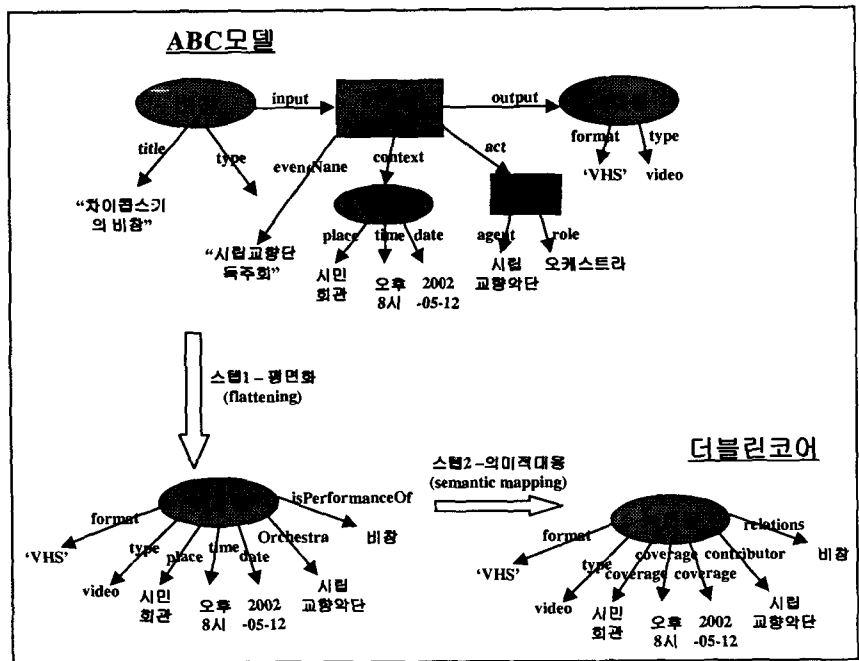 ABC모델
input
output
title
type
"차이콥스키
의 비창"
evenNane
context
act
format
type
'VHS'
video
"시립교향단
독주회"
place
time
date
시민
회관
오후
8시
2002
-05-12
agent
role
시립
교향악단
오케스트라
스텝1 – 평면화
(flattening)
더블린코어
스텝2 –의미적대응
(semantic mapping)
format
type
place
time
date
Orchestra
isPerformanceOf
'VHS'
video
시민
회관
오후
8시
2002
-05-12
시립
교향악단
비창
format
type
coverage
coverage
coverage
contributor
relations
'VHS'
video
시민
회관
오후
8시
2002
-05-12
시립
교향악단
비창